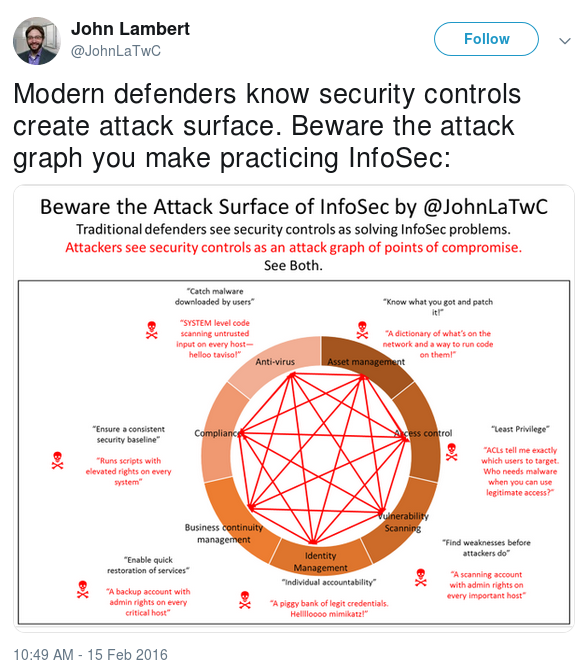 John Lambert
@JohnLaTwC
Follow
Modern defenders know security controls
create attack surface. Beware the attack
graph you make practicing InfoSec:
Beware the Attack Surface of InfoSec by @JohnLaTwC
Traditional defenders see security controls as solving InfoSec problems.
Attackers see security controls as an attack graph of points of compromise.
See Both.
"Catch malware
downloaded by users"
"SYSTEM level code
scanning untrusted
input on every host—
helloo taviso!"
Anti-virus
"Know what you got and patch
it!"
"A dictionary of what's on the
network and a way to run code
on them!"
Asset management
"Ensure a consistent
security baseline"
"Runs scripts with
elevated rights on every
system"
Compliance
Access control
"Least Privilege"
"ACLs tell me exactly
which users to target.
Who needs malware
when you can use
legitimate access?"
Business continuity
management
"Enable quick
restoration of services"
"A backup account with
admin rights on every
critical host"
Identity
Management
"Individual accountability"
"A piggy bank of legit credentials.
Helllloooo mimikatz!"
Vulnerability
Scanning
"Find weaknesses before
attackers do"
"A scanning account
with admin rights on
every important host"
10:49 AM - 15 Feb 2016